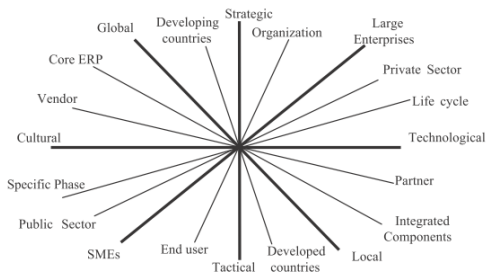 Strategic
Developing
countries
Organization
Large
Enterprises
Global
Core ERP
Private Sector
Vendor
Life cycle
Cultural
Technological
Specific Phase
Partner
Public Sector
Integrated
Components
SMEs
End user
Tactical
Developed
countries
Local